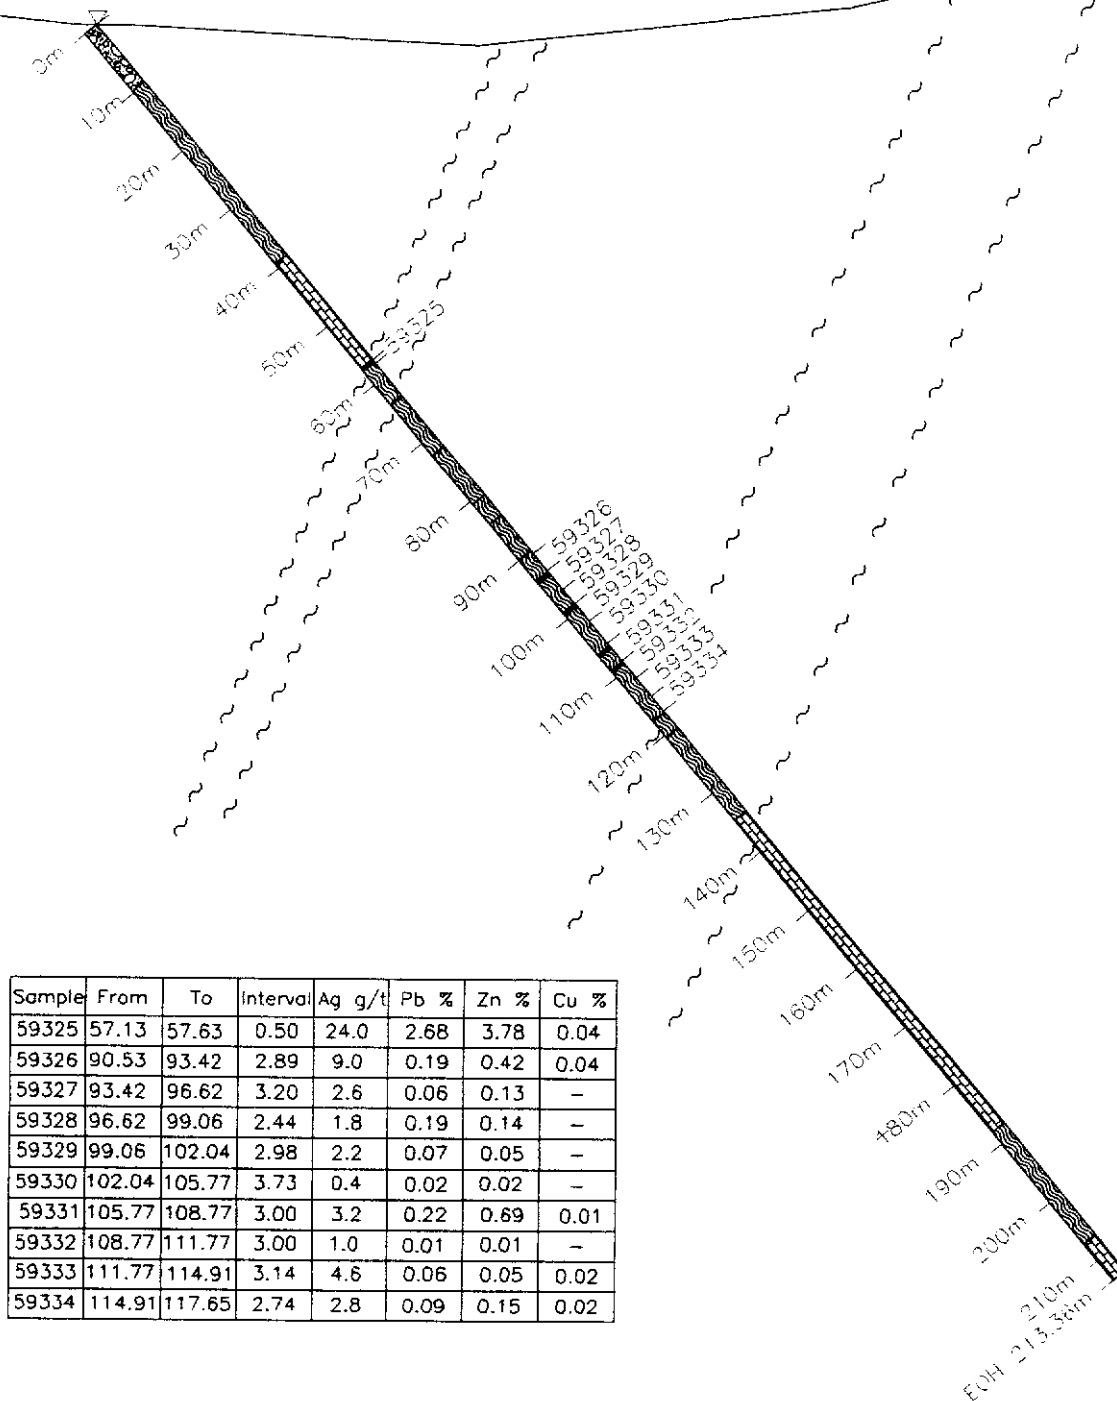 0m
10m
20m
30m
40m
50m
59325
60m
70m
80m
59326
59327
90m
59328
59329
59330
100m
59331
59332
59333
59334
110m
120m
130m
140m
150m
160m
170m
180m
190m
200m
210m
EOH 213.36m
Sample From To Interval Ag g/t Pb % Zn % Cu %
59325 57.13 57.63 0.50 24.0 2.68 3.78 0.04
59326 90.53 93.42 2.89 9.0 0.19 0.42 0.04
59327 93.42 96.62 3.20 2.6 0.06 0.13 –
59328 96.62 99.06 2.44 1.8 0.19 0.14 –
59329 99.06 102.04 2.98 2.2 0.07 0.05 –
59330 102.04 105.77 3.73 0.4 0.02 0.02 –
59331 105.77 108.77 3.00 3.2 0.22 0.69 0.01
59332 108.77 111.77 3.00 1.0 0.01 0.01 –
59333 111.77 114.91 3.14 4.6 0.06 0.05 0.02
59334 114.91 117.65 2.74 2.8 0.09 0.15 0.02